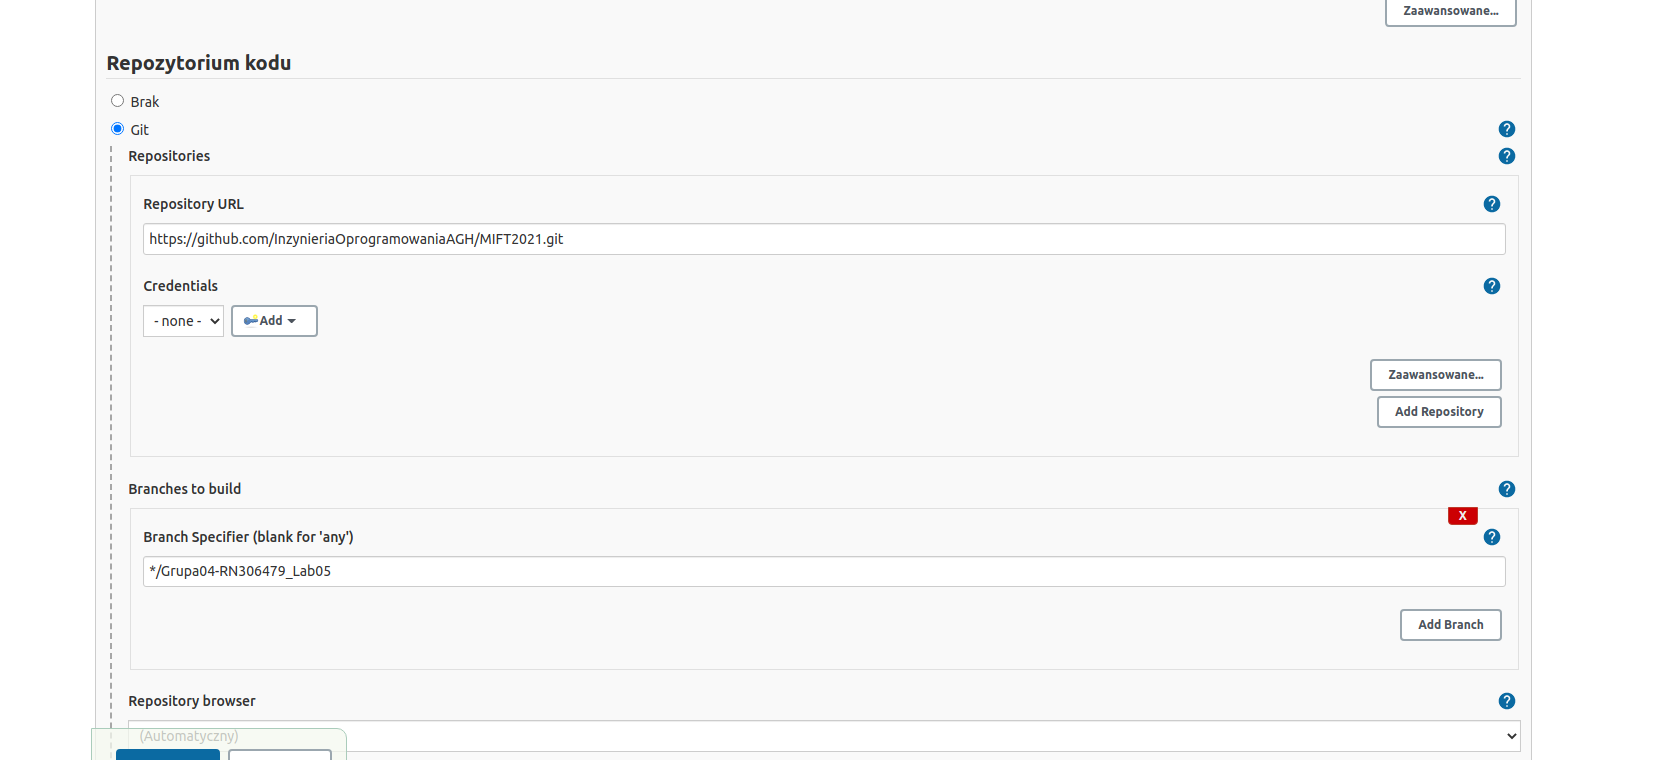 Zaawansowane...
Repozytorium kodu
Brak
Git
?
Repositories
?
Repository URL
?
https://github.com/InzynieriaOprogramowaniaAGH/MIFT2021.git
Credentials
?
- none -
Add
Zaawansowane...
Add Repository
Branches to build
?
X
Branch Specifier (blank for 'any')
?
*/Grupa04-RN306479_Lab05
Add Branch
Repository browser
?
(Automatyczny)